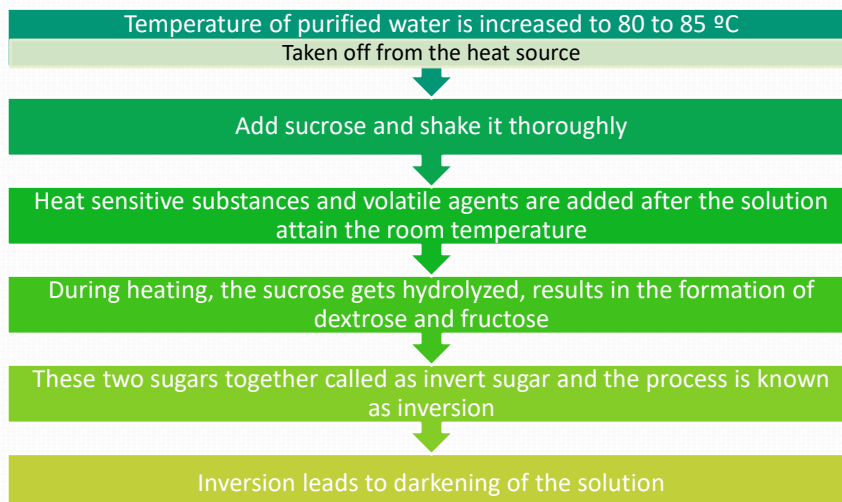 Temperature of purified water is increased to 80 to 85 ºC
Taken off from the heat source
Add sucrose and shake it thoroughly
Heat sensitive substances and volatile agents are added after the solution
attain the room temperature
During heating, the sucrose gets hydrolyzed, results in the formation of
dextrose and fructose
These two sugars together called as invert sugar and the process is known
as inversion
Inversion leads to darkening of the solution